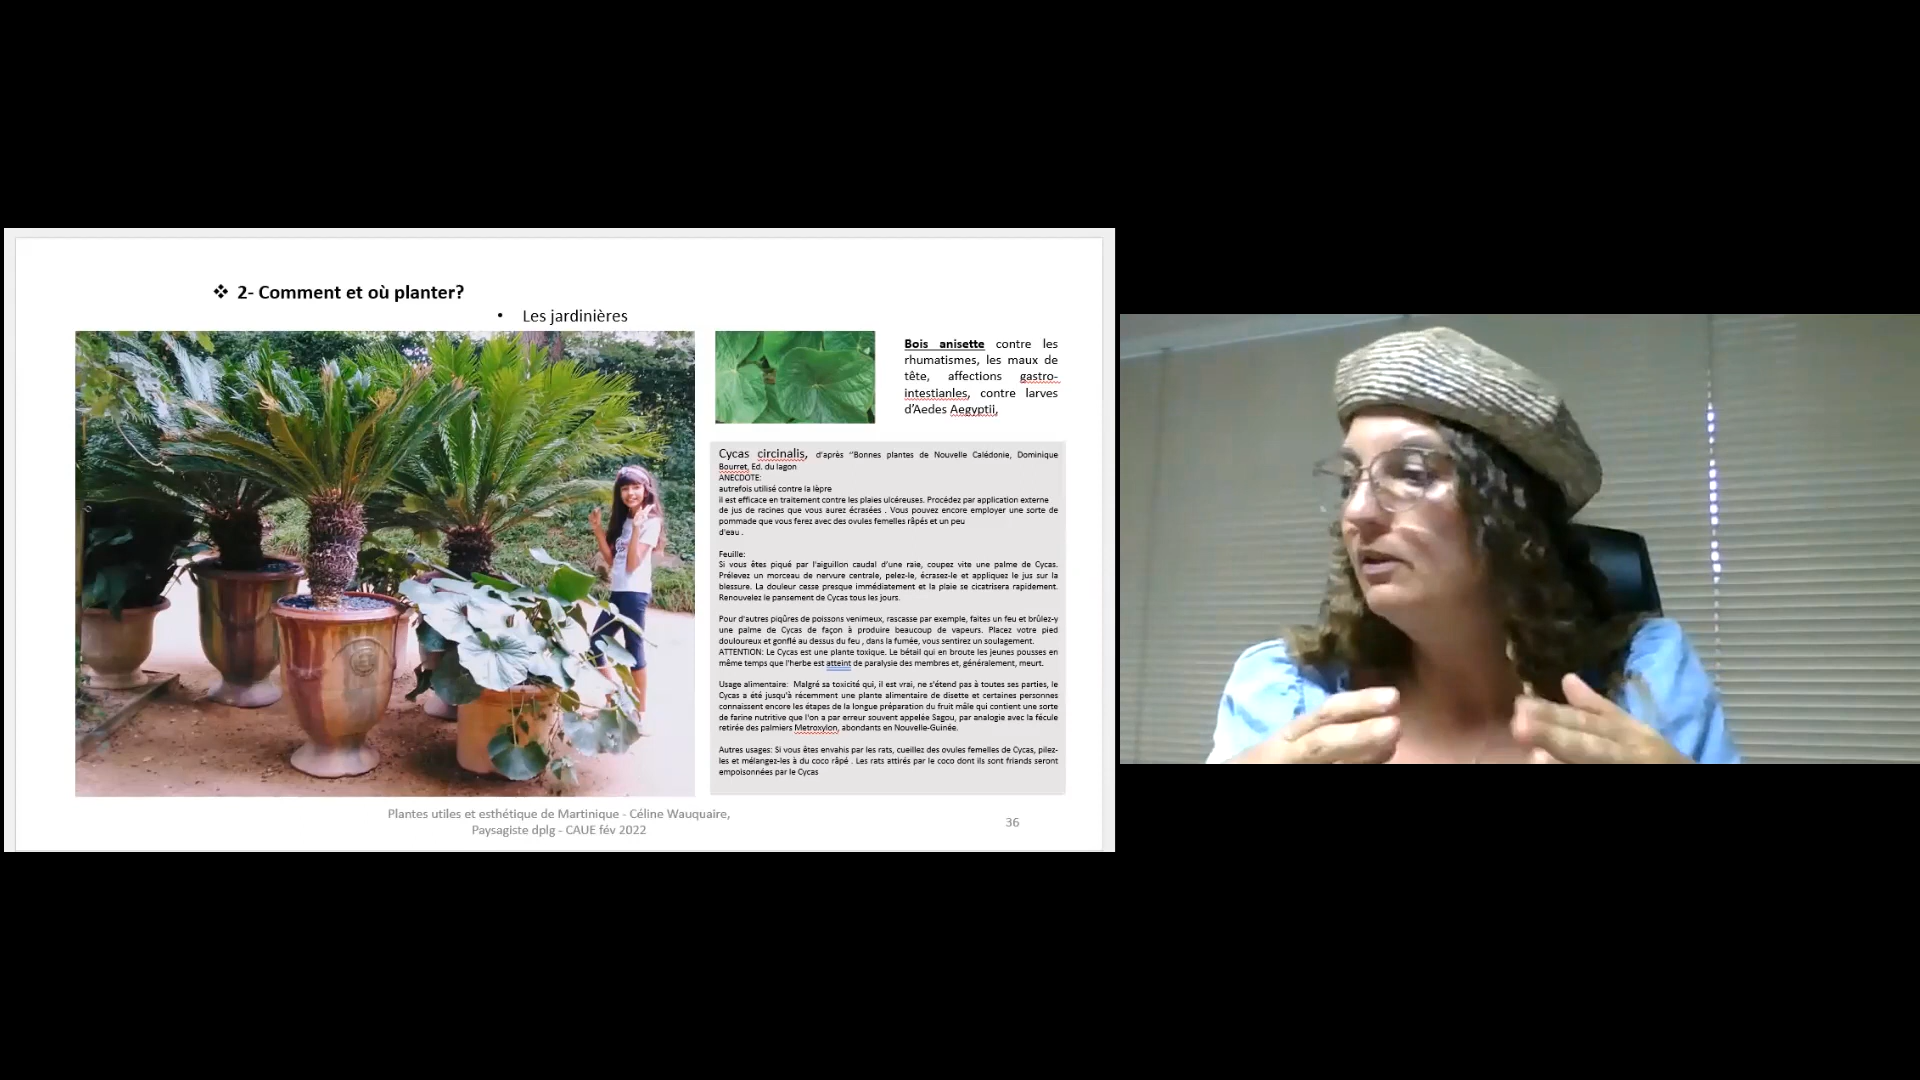 ❖ 2- Comment et où planter?
• Les jardinières
Bois anisette contre les
rhumatismes, les maux de
tête, affections gastro-
intestianles, contre larves
d'Aedes Aegyptii,
Cycas circinalis, d'après ''Bonnes plantes de Nouvelle Calédonie, Dominique
Bourret, Ed. du lagon
ANECDOTE:
autrefois utilisé contre la lèpre
il est efficace en traitement contre les plaies ulcéreuses. Procédez par application externe
de jus de racines que vous aurez écrasées . Vous pouvez encore employer une sorte de
pommade que vous ferez avec des ovules femelles râpés et un peu
d'eau .
Feuille:
Si vous êtes piqué par l'aiguillon caudal d'une raie, coupez vite une palme de Cycas.
Prélevez un morceau de nervure centrale, pelez-le, écrasez-le et appliquez le jus sur la
blessure. La douleur cesse presque immédiatement et la plaie se cicatrisera rapidement.
Renouvelez le pansement de Cycas tous les jours.
Pour d'autres piqûres de poissons venimeux, rascasse par exemple, faites un feu et brûlez-y
une palme de Cycas de façon à produire beaucoup de vapeurs. Placez votre pied
douloureux et gonflé au dessus du feu , dans la fumée, vous sentirez un soulagement.
ATTENTION: Le Cycas est une plante toxique. Le bétail qui en broute les jeunes pousses en
même temps que l'herbe est atteint de paralysie des membres et, généralement, meurt.
Usage alimentaire: Malgré sa toxicité qui, il est vrai, ne s'étend pas à toutes ses parties, le
Cycas a été jusqu'à récemment une plante alimentaire de disette et certaines personnes
connaissent encore les étapes de la longue préparation du fruit mâle qui contient une sorte
de farine nutritive que l'on a par erreur souvent appelée Sagou, par analogie avec la fécule
retirée des palmiers Metroxylon, abondants en Nouvelle-Guinée.
Autres usages: Si vous êtes envahis par les rats, cueillez des ovules femelles de Cycas, pilez-
les et mélangez-les à du coco râpé . Les rats attirés par le coco dont ils sont friands seront
empoisonnées par le Cycas
Plantes utiles et esthétique de Martinique - Céline Wauquaire,
Paysagiste dplg - CAUE fév 2022
36